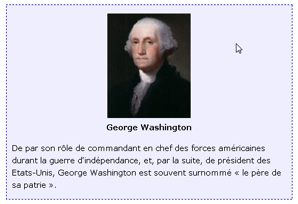 George Washington
De par son rôle de commandant en chef des forces américaines
durant la guerre d'indépendance, et, par la suite, de président des
Etats-Unis, George Washington est souvent surnommé « le père de
sa patrie ».